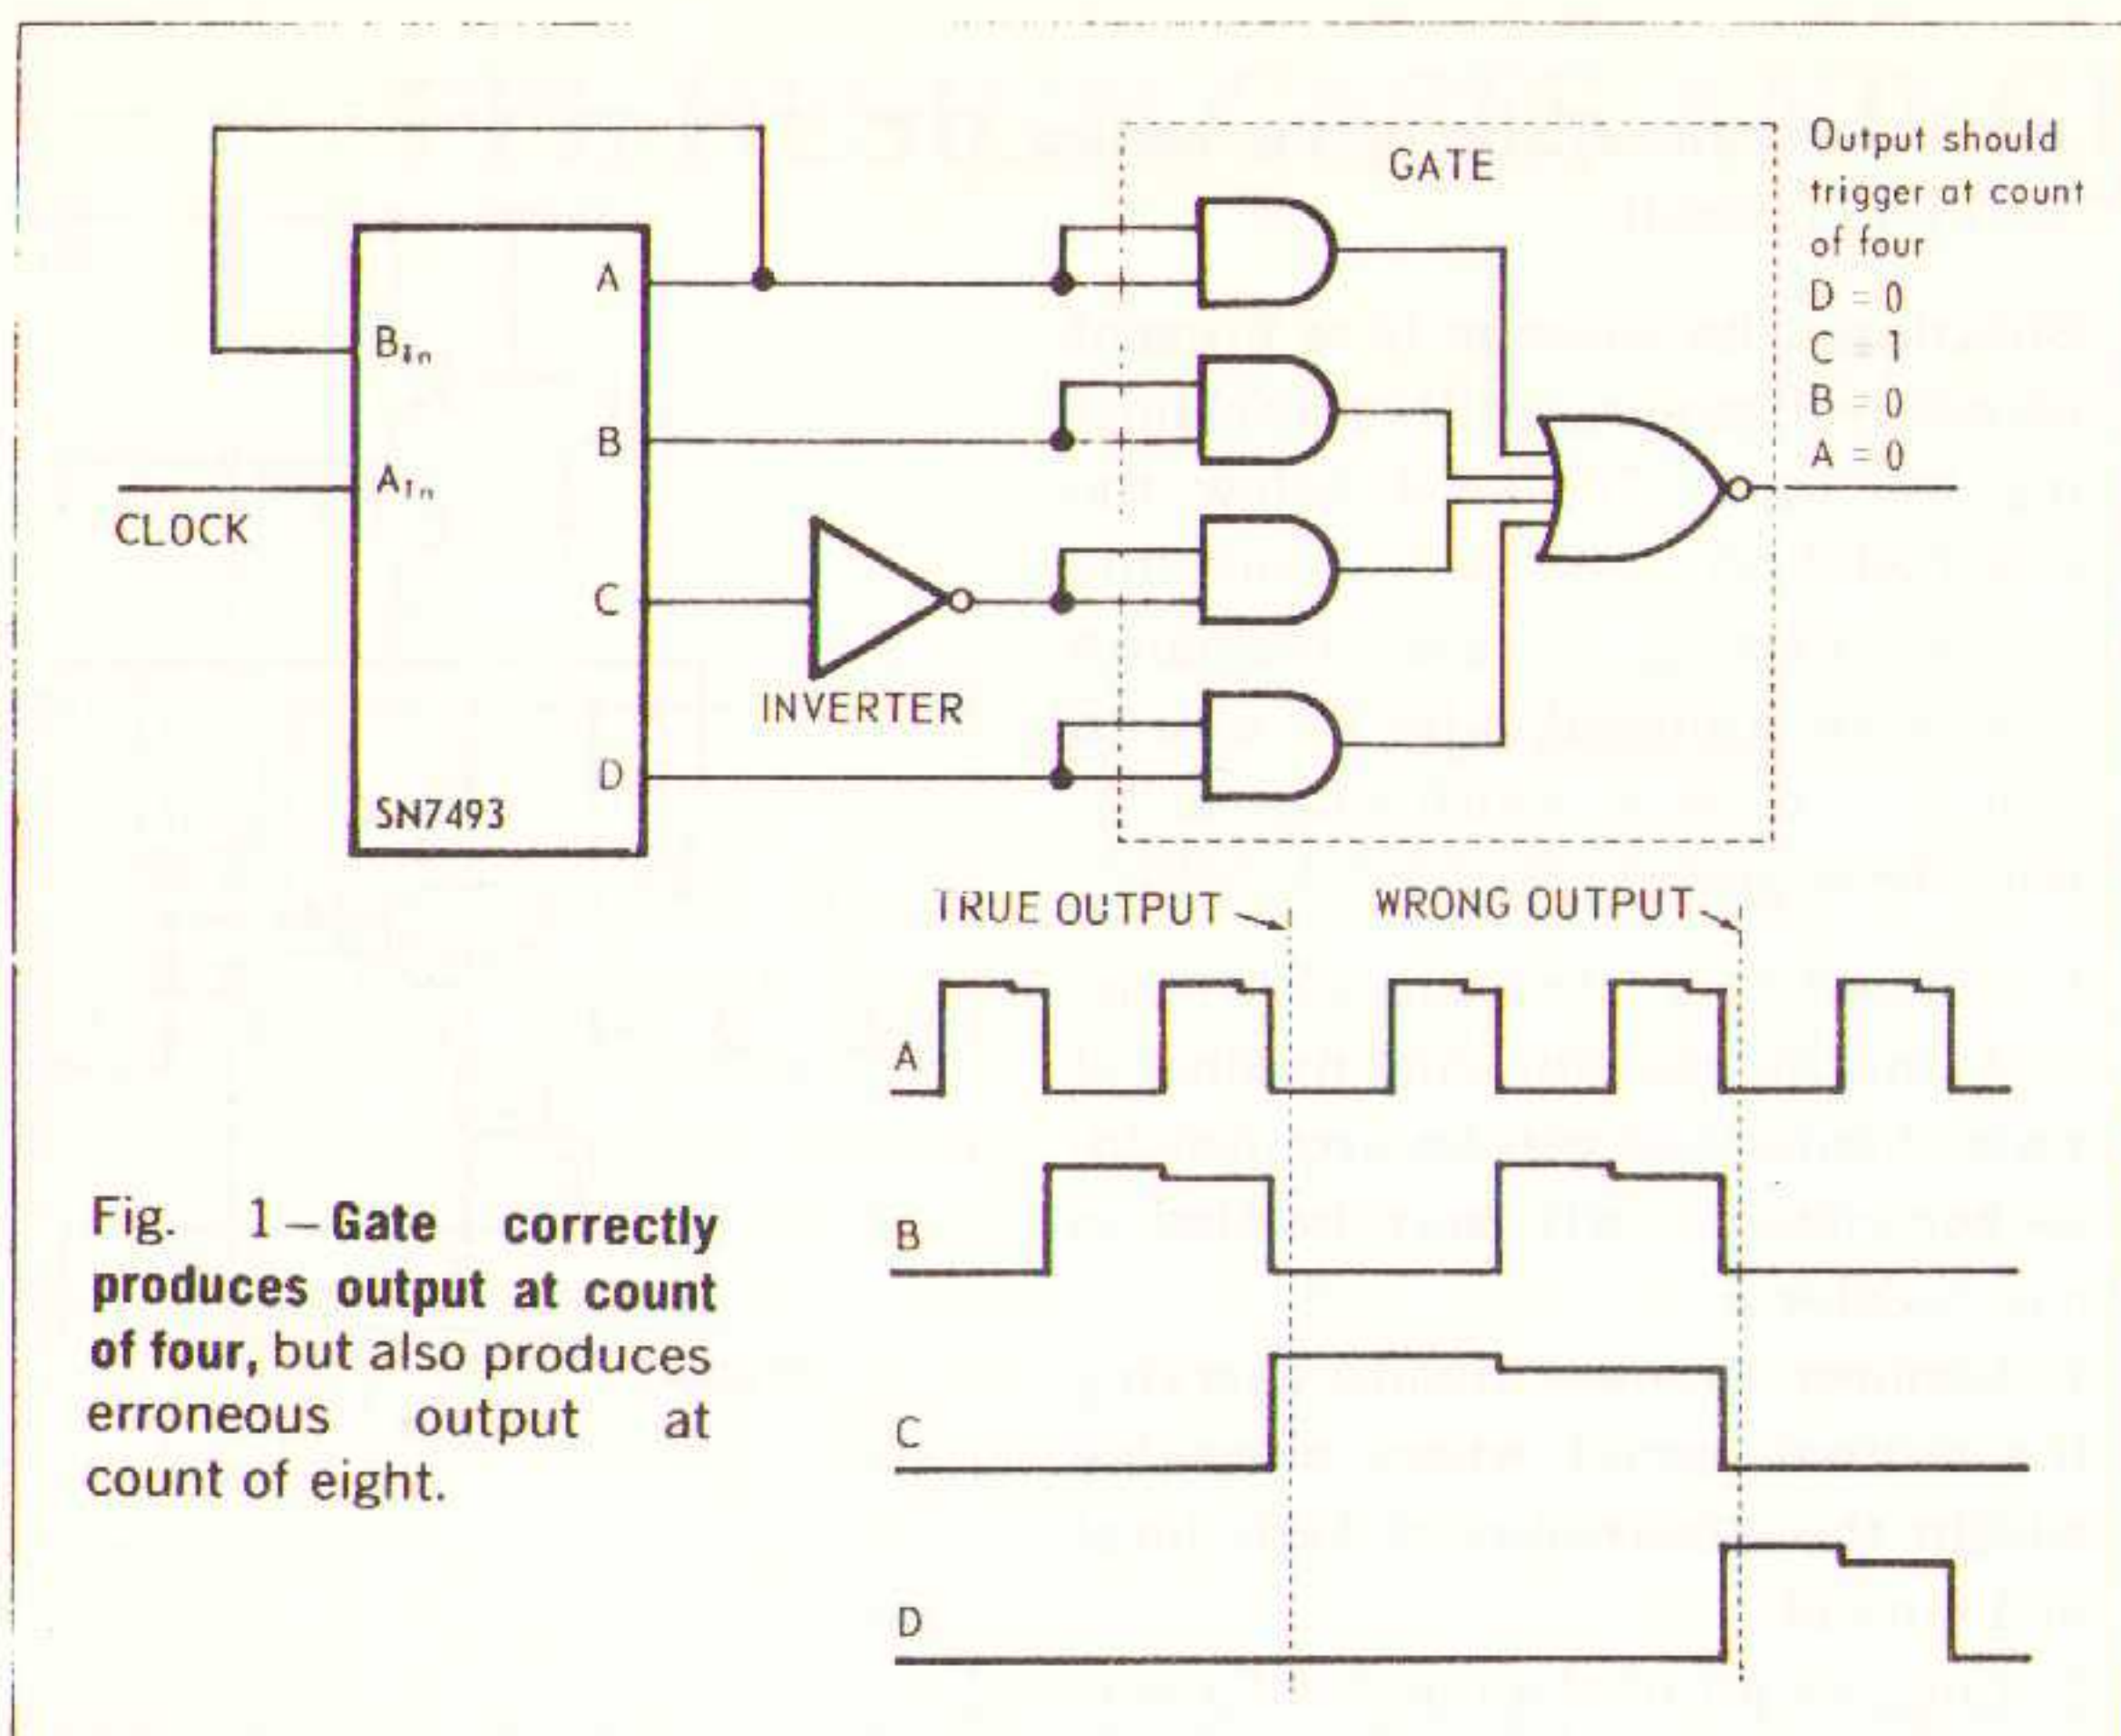 GATE
Output should
trigger at count
of four
D = 0
C = 1
B = 0
A = 0
A
Bin
B
Ain
CLOCK
C
INVERTER
D
SN7493
TRUE OUTPUT
WRONG OUTPUT
A
B
C
D
Fig. 1—Gate correctly
produces output at count
of four, but also produces
erroneous output at
count of eight.